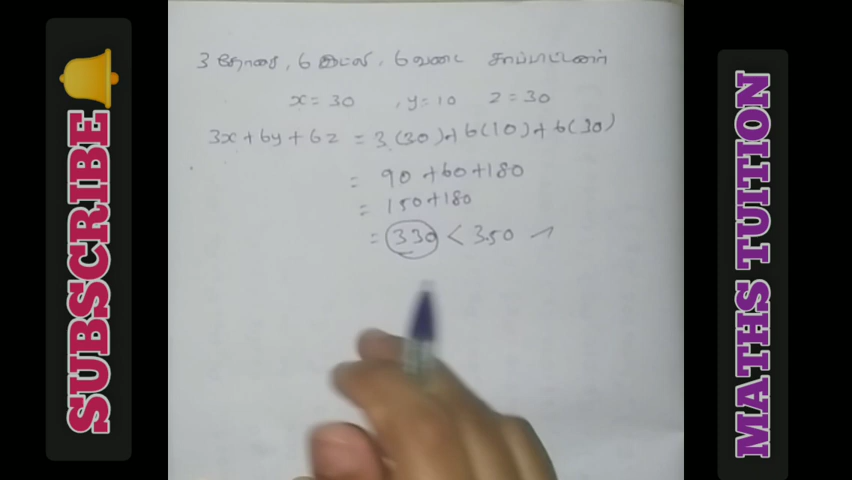 SUBSCRIBE
3 தோசை, 6 இட்லி, 6 வடை சாப்பிட்டனர்
x = 30 , y = 10 z = 30
3x + 6y + 6z = 3(30) + 6(10) + 6(30)
= 90 + 60 + 180
= 150 + 180
= 330 < 350
MATHS TUITION